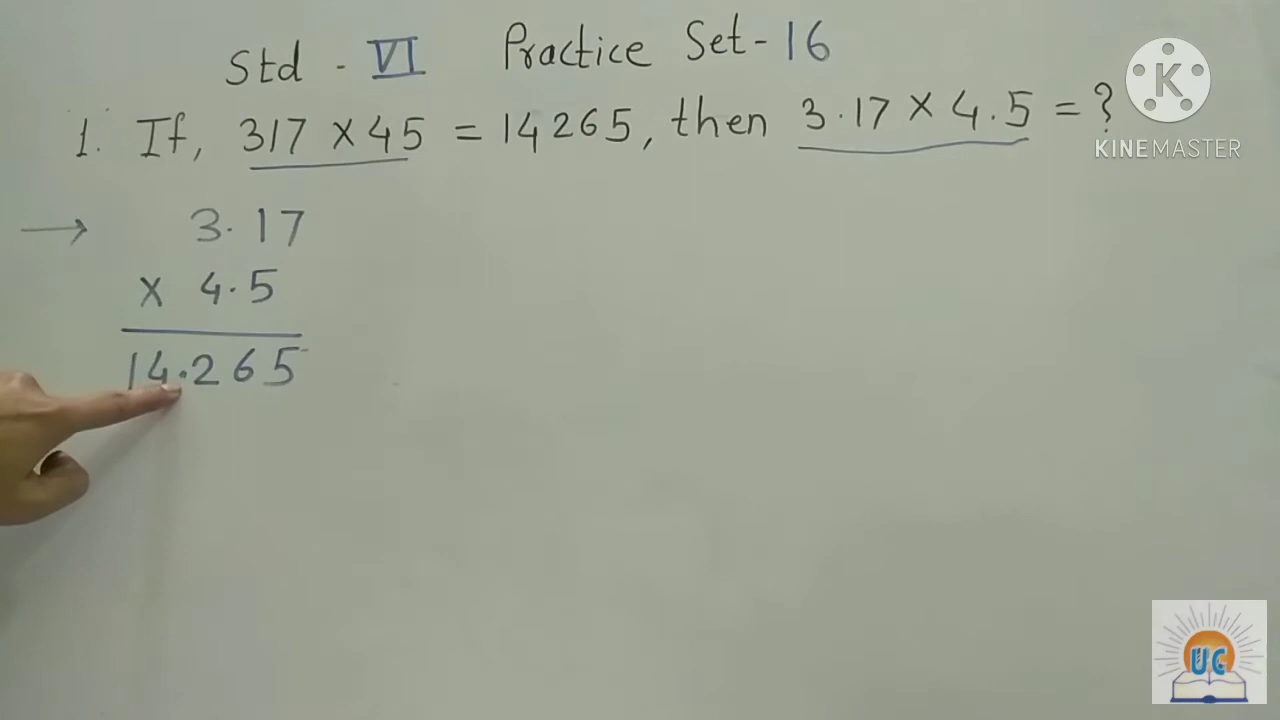 Std - VI Practice Set - 16
1. If, 317 × 45 = 14265, then 3.17 × 4.5 = ?
K
KINEMASTER
→ 3.17
× 4.5
14.265
UC